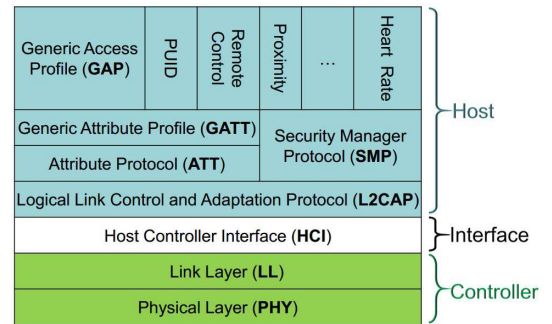 Generic Access
Profile (GAP)
PUID
Remote
Control
Proximity
...
Heart Rate
Generic Attribute Profile (GATT)
Attribute Protocol (ATT)
Security Manager
Protocol (SMP)
Logical Link Control and Adaptation Protocol (L2CAP)
Host
Host Controller Interface (HCI)
Interface
Link Layer (LL)
Physical Layer (PHY)
Controller